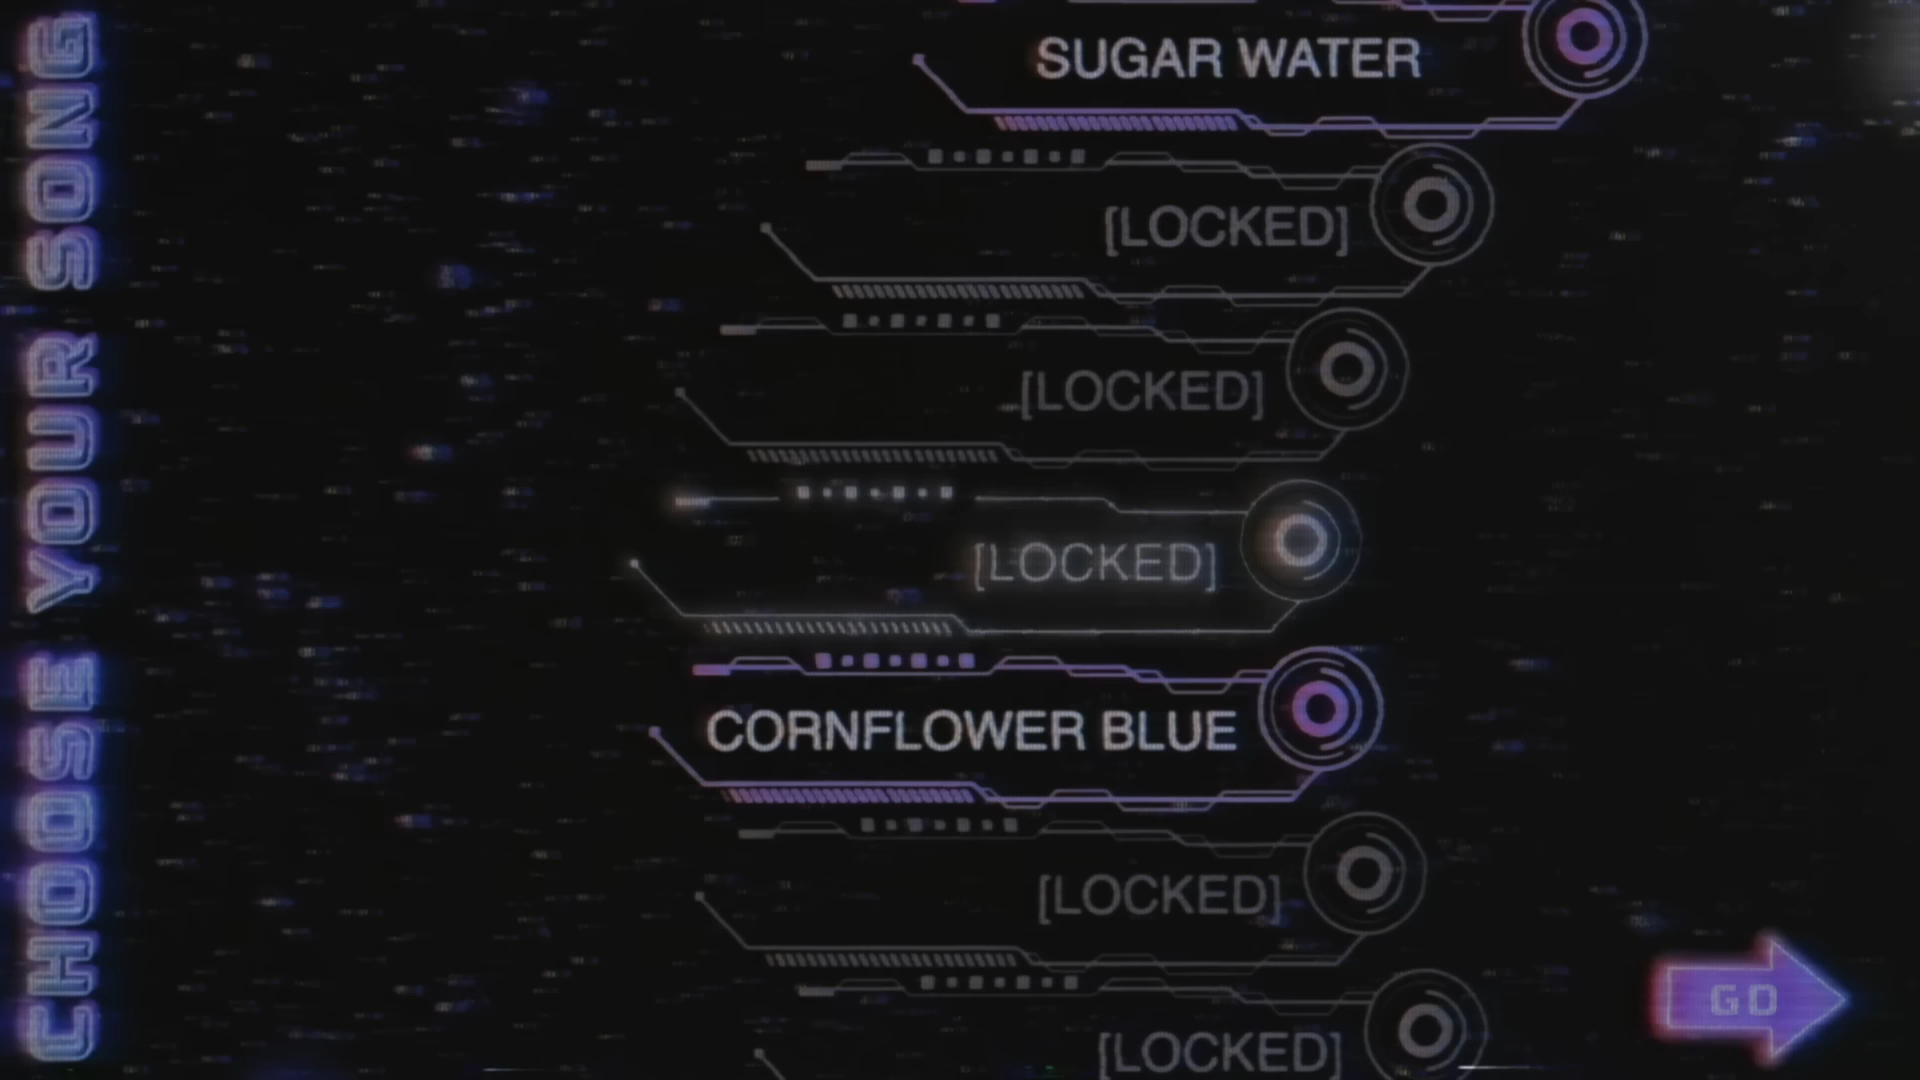 CHOOSE YOUR SONG
SUGAR WATER
[LOCKED]
[LOCKED]
[LOCKED]
CORNFLOWER BLUE
[LOCKED]
[LOCKED]
GO